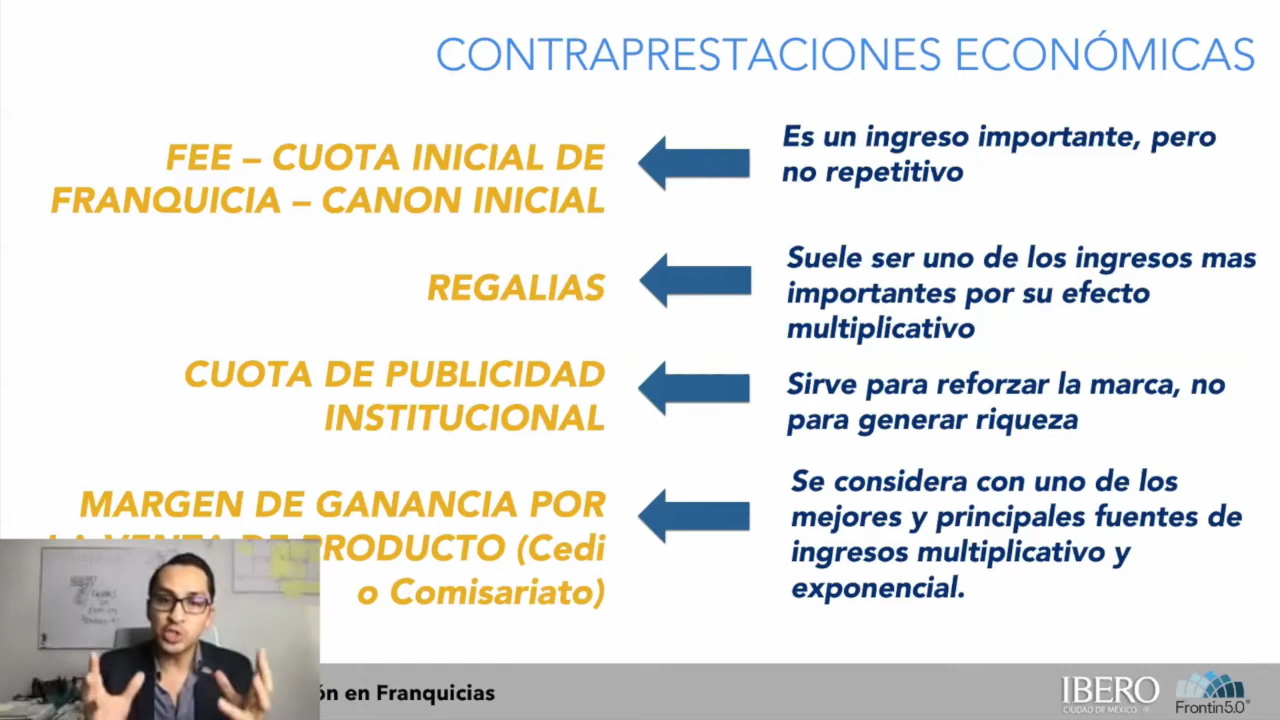 CONTRAPRESTACIONES ECONÓMICAS
FEE – CUOTA INICIAL DE
FRANQUICIA – CANON INICIAL
Es un ingreso importante, pero
no repetitivo
REGALIAS
Suele ser uno de los ingresos mas
importantes por su efecto
multiplicativo
CUOTA DE PUBLICIDAD
INSTITUCIONAL
Sirve para reforzar la marca, no
para generar riqueza
MARGEN DE GANANCIA POR
LA VENTA DE PRODUCTO (Cedi
o Comisariato)
Se considera con uno de los
mejores y principales fuentes de
ingresos multiplicativo y
exponencial.
ón en Franquicias
IBERO
CIUDAD DE MÉXICO
Frontin5.0